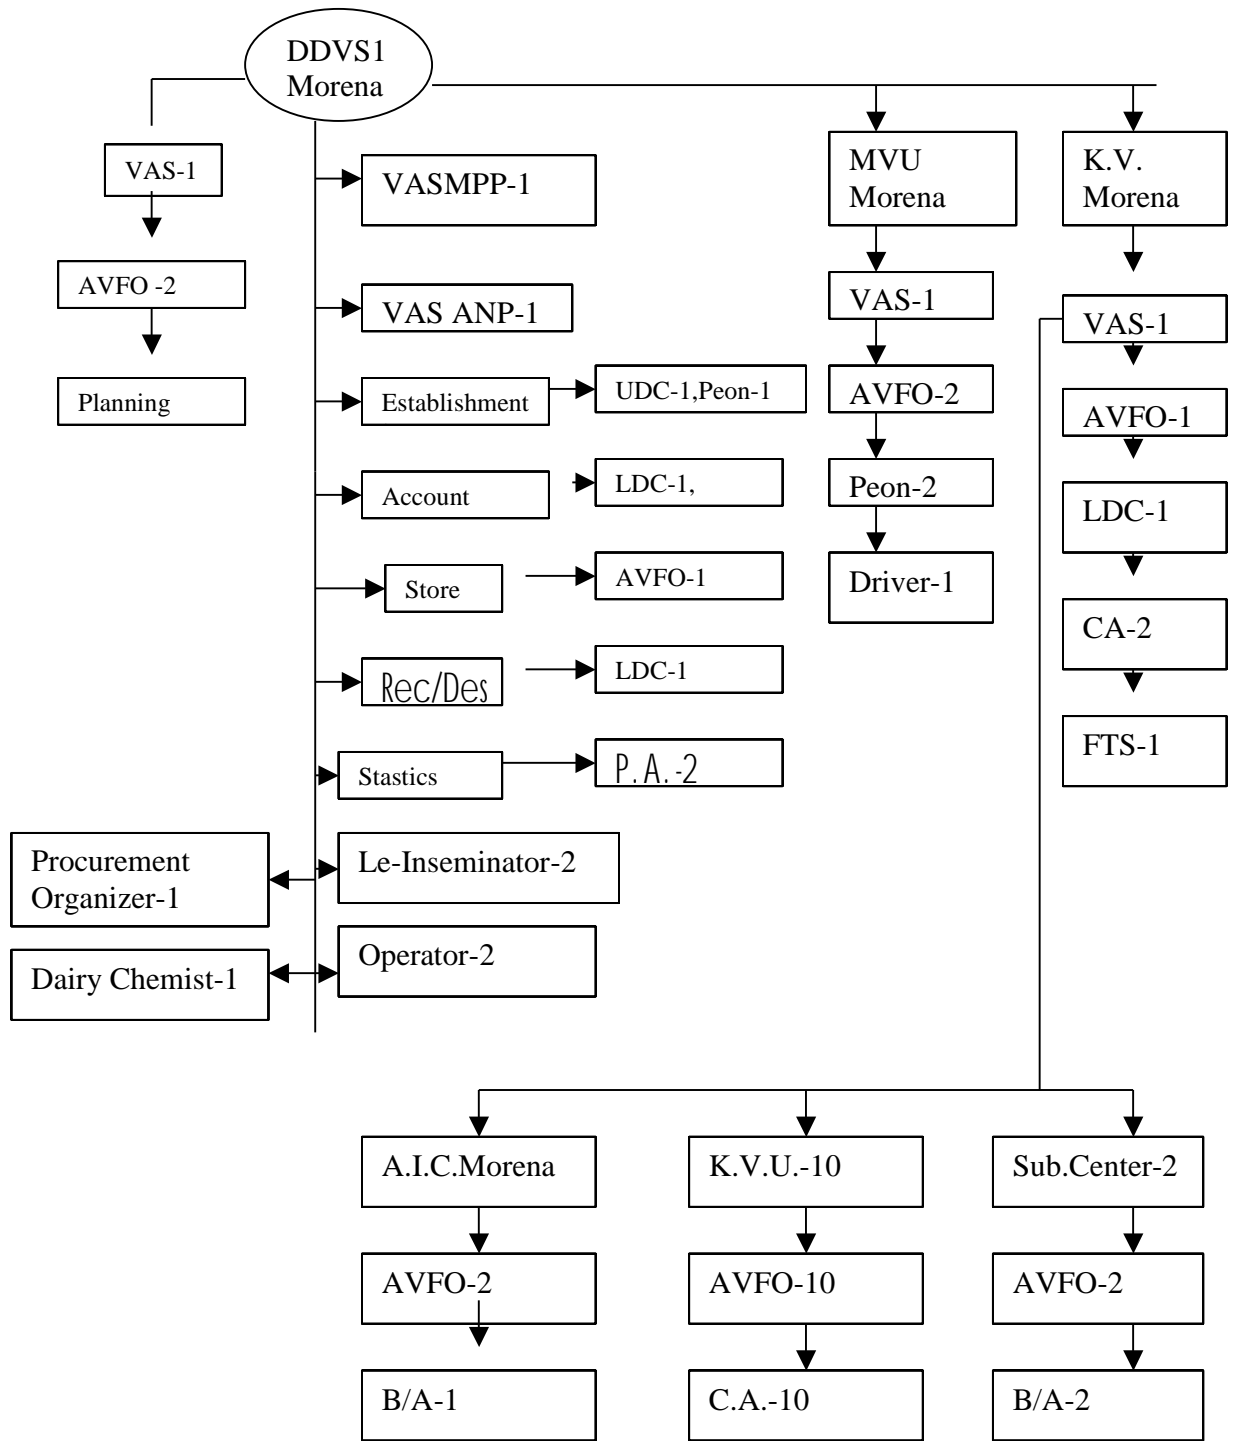 DDVS1
Morena
VAS-1
AVFO -2
Planning
VASMPP-1
VAS ANP-1
Establishment
UDC-1,Peon-1
Account
LDC-1,
Store
AVFO-1
Rec/Des
LDC-1
Stastics
P.A.-2
Procurement
Organizer-1
Le-Inseminator-2
Dairy Chemist-1
Operator-2
MVU
Morena
VAS-1
AVFO-2
Peon-2
Driver-1
K.V.
Morena
VAS-1
AVFO-1
LDC-1
CA-2
FTS-1
A.I.C.Morena
AVFO-2
B/A-1
K.V.U.-10
AVFO-10
C.A.-10
Sub.Center-2
AVFO-2
B/A-2